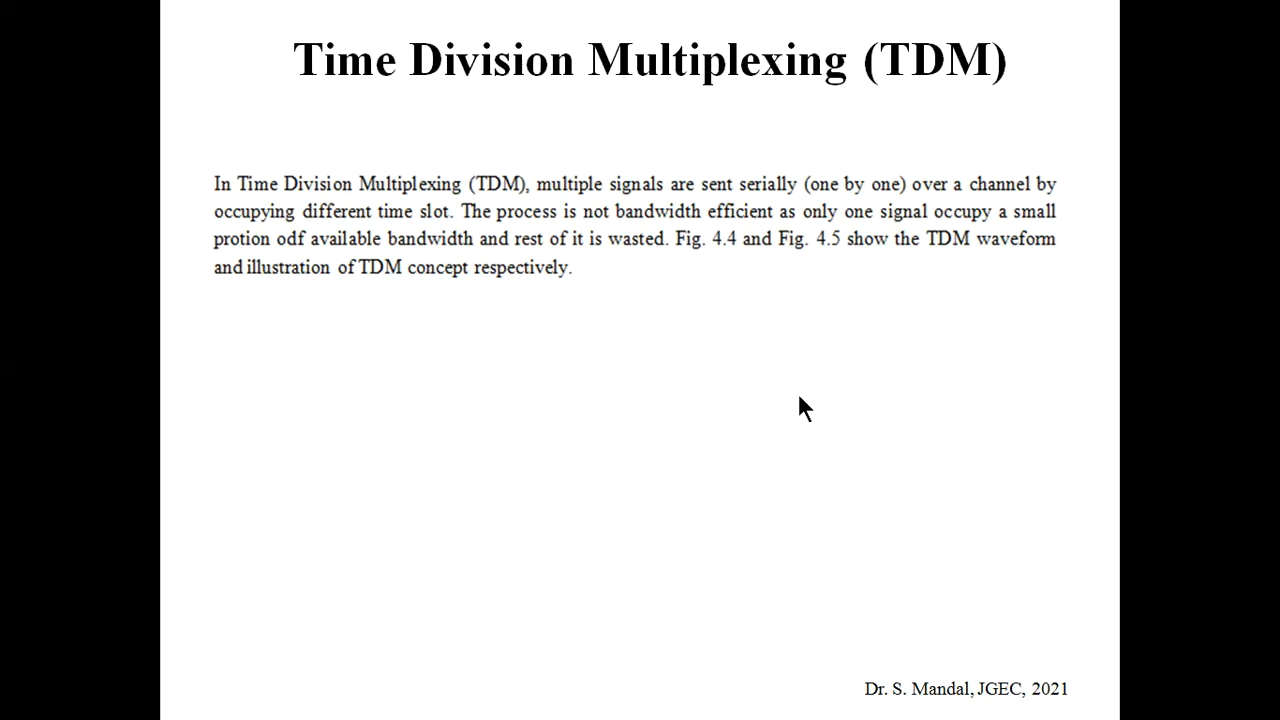 Time Division Multiplexing (TDM)
In Time Division Multiplexing (TDM), multiple signals are sent serially (one by one) over a channel by
occupying different time slot. The process is not bandwidth efficient as only one signal occupy a small
protion odf available bandwidth and rest of it is wasted. Fig. 4.4 and Fig. 4.5 show the TDM waveform
and illustration of TDM concept respectively.
Dr. S. Mandal, JGEC, 2021